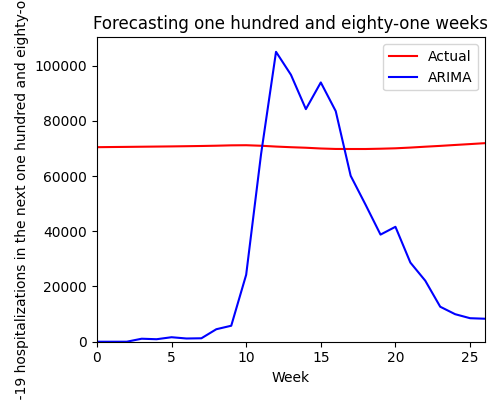 Forecasting one hundred and eighty-one weeks
-19 hospitalizations in the next one hundred and eighty-o
100000
80000
60000
40000
20000
0
Actual
ARIMA
0 5 10 15 20 25
Week